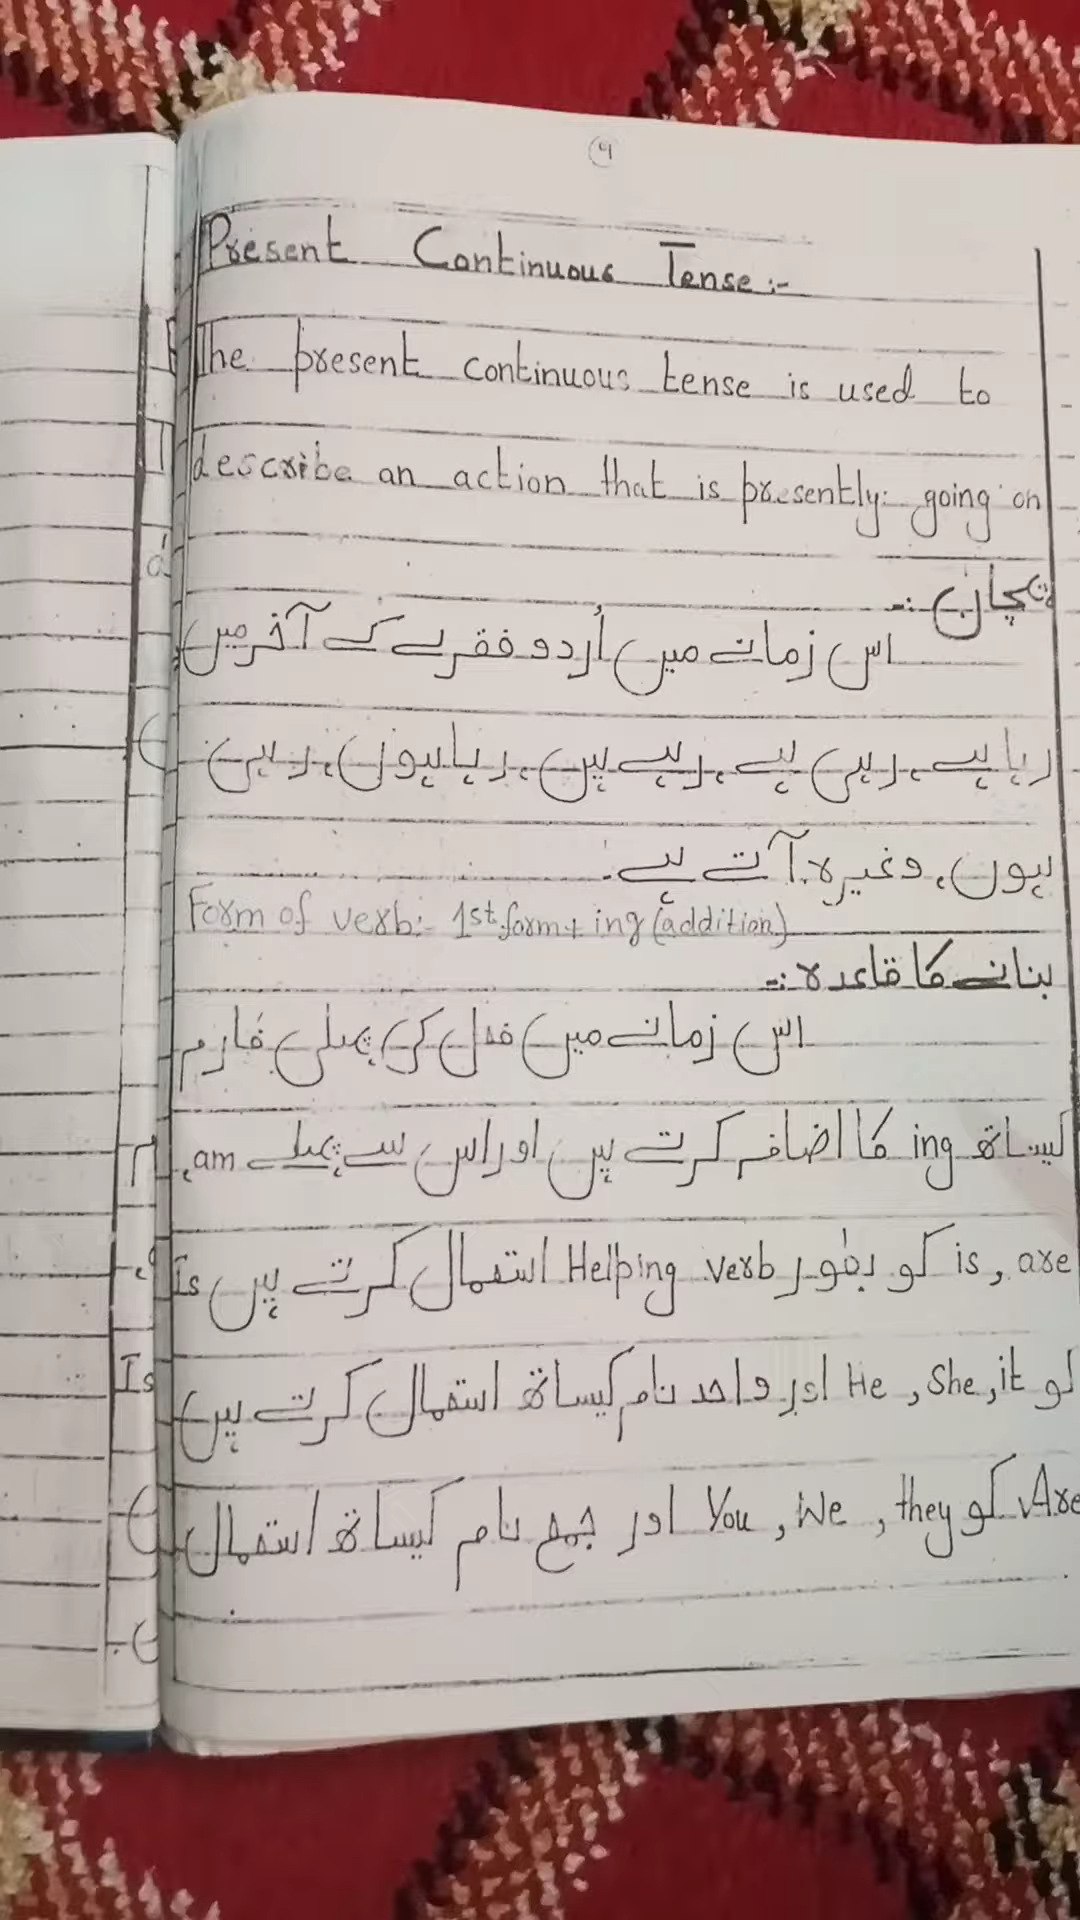 9
Present Continuous Tense:-
The present continuous tense is used to
describe an action that is presently going on
پہچان :-
اس زمانے میں اُردو فقرے کے آخر میں
رہا ہے، رہی ہے، رہے ہیں، رہا ہوں، رہی
ہوں، وغیرہ آتے ہے۔
Form of verb:- 1st form + ing (addition)
بنانے کا قاعدہ :-
اس زمانے میں فعل کی پہلی فارم
کیساتھ ing کا اضافہ کرتے ہیں اور اس سے پہلے am,
is, are کو بطور Helping verb استعمال کرتے ہیں Is
کو He, She, it اور واحد نام کیساتھ استعمال کرتے ہیں
Are کو You, We, they اور جمع نام کیساتھ استعمال
Is